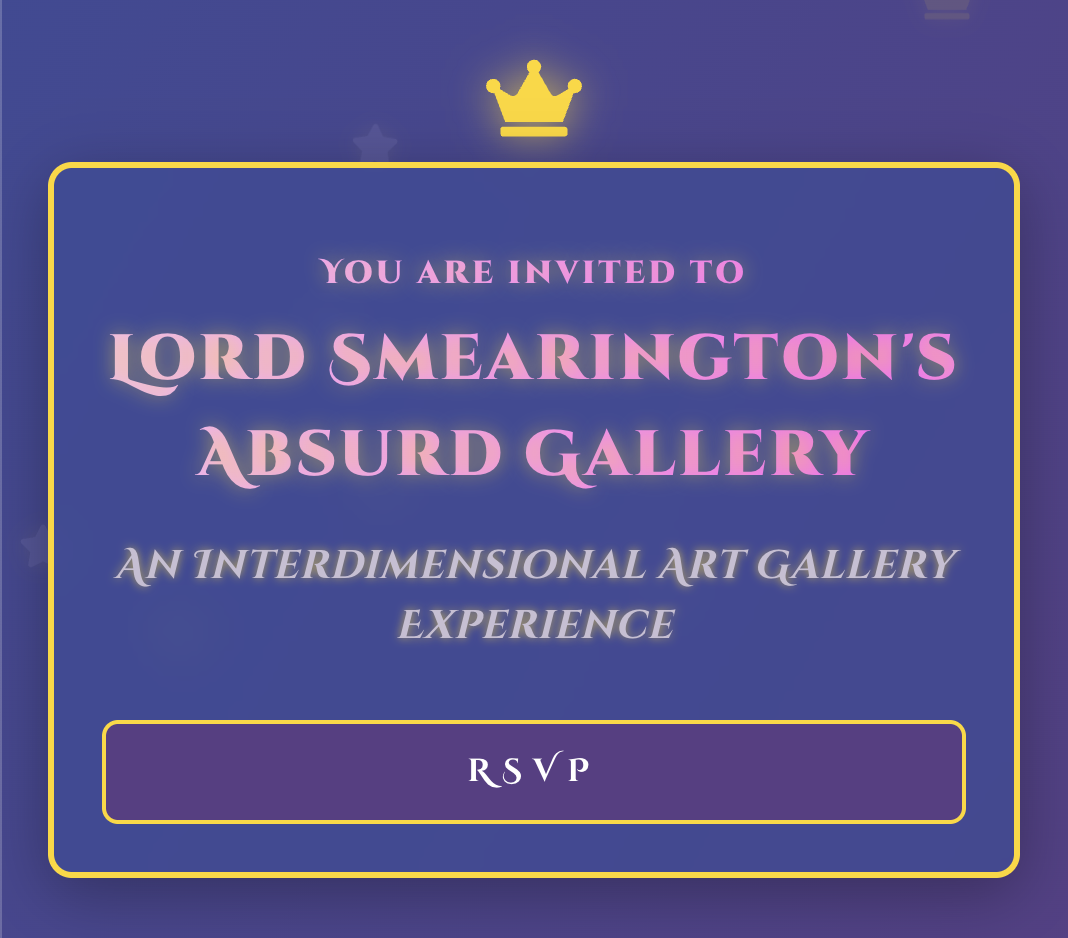 You are invited to
Lord Smearington's
Absurd Gallery
An Interdimensional Art Gallery
Experience
RSVP